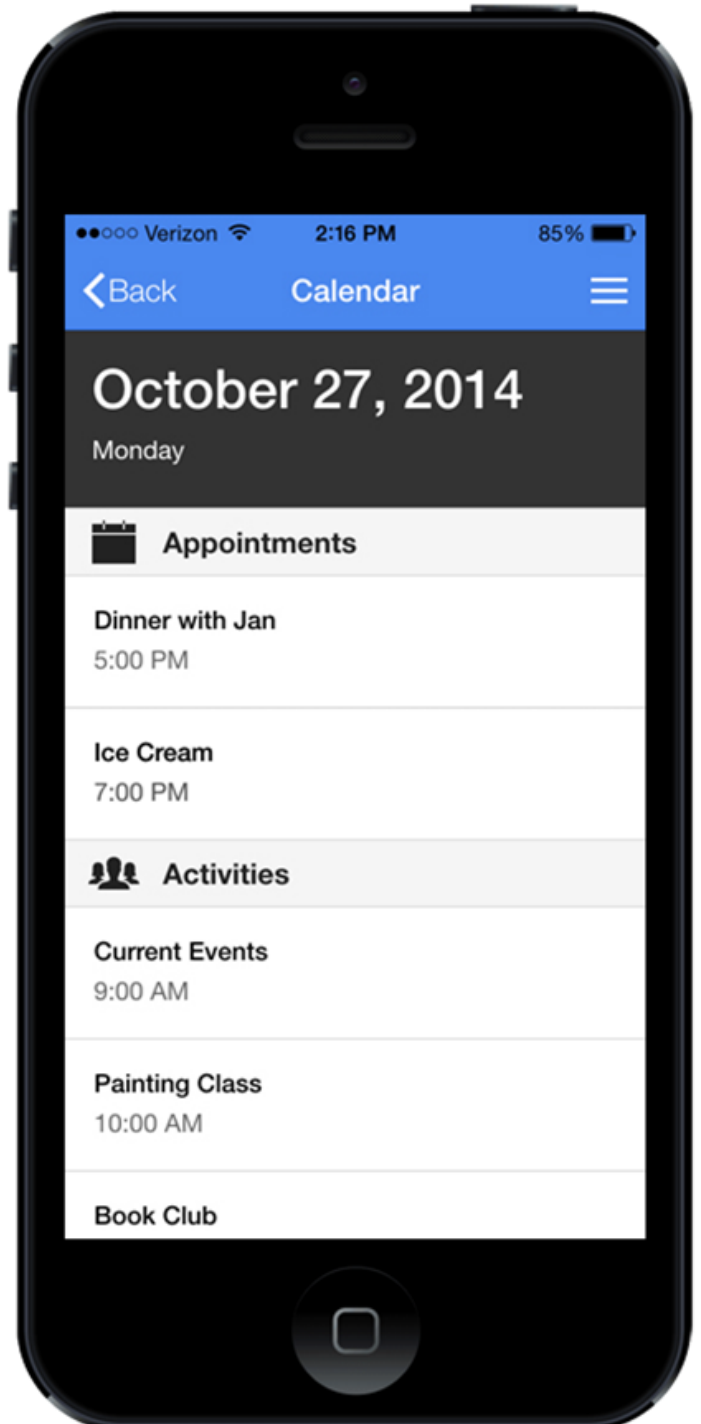 Verizon 2:16 PM 85%
Back Calendar
October 27, 2014
Monday
Appointments
Dinner with Jan
5:00 PM
Ice Cream
7:00 PM
Activities
Current Events
9:00 AM
Painting Class
10:00 AM
Book Club